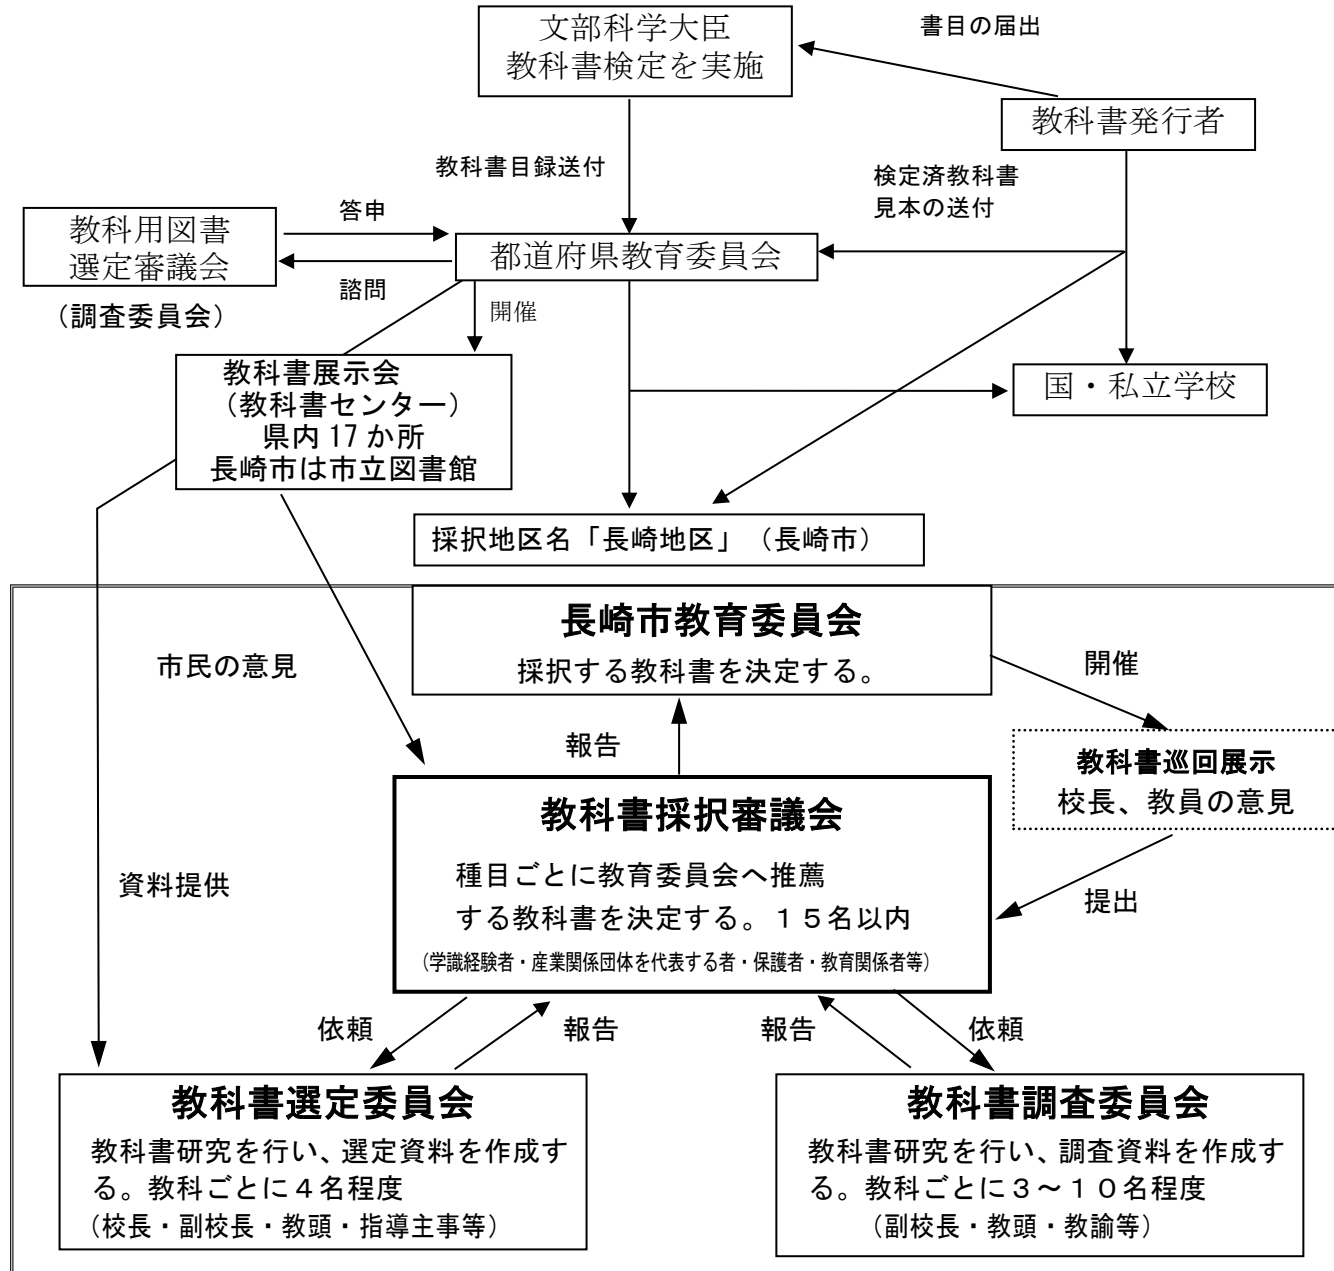 文部科学大臣
教科書検定を実施
書目の届出
教科書発行者
教科書目録送付
検定済教科書
見本の送付
教科用図書
選定審議会
(調査委員会)
答申
諮問
都道府県教育委員会
開催
教科書展示会
(教科書センター)
県内 17 か所
長崎市は市立図書館
国・私立学校
採択地区名「長崎地区」(長崎市)
長崎市教育委員会
採択する教科書を決定する。
市民の意見
開催
報告
教科書巡回展示
校長、教員の意見
教科書採択審議会
種目ごとに教育委員会へ推薦
する教科書を決定する。15名以内
(学識経験者・産業関係団体を代表する者・保護者・教育関係者等)
資料提供
提出
依頼
報告
報告
依頼
教科書選定委員会
教科書研究を行い、選定資料を作成す
る。教科ごとに4名程度
(校長・副校長・教頭・指導主事等)
教科書調査委員会
教科書研究を行い、調査資料を作成す
る。教科ごとに3~10名程度
(副校長・教頭・教諭等)